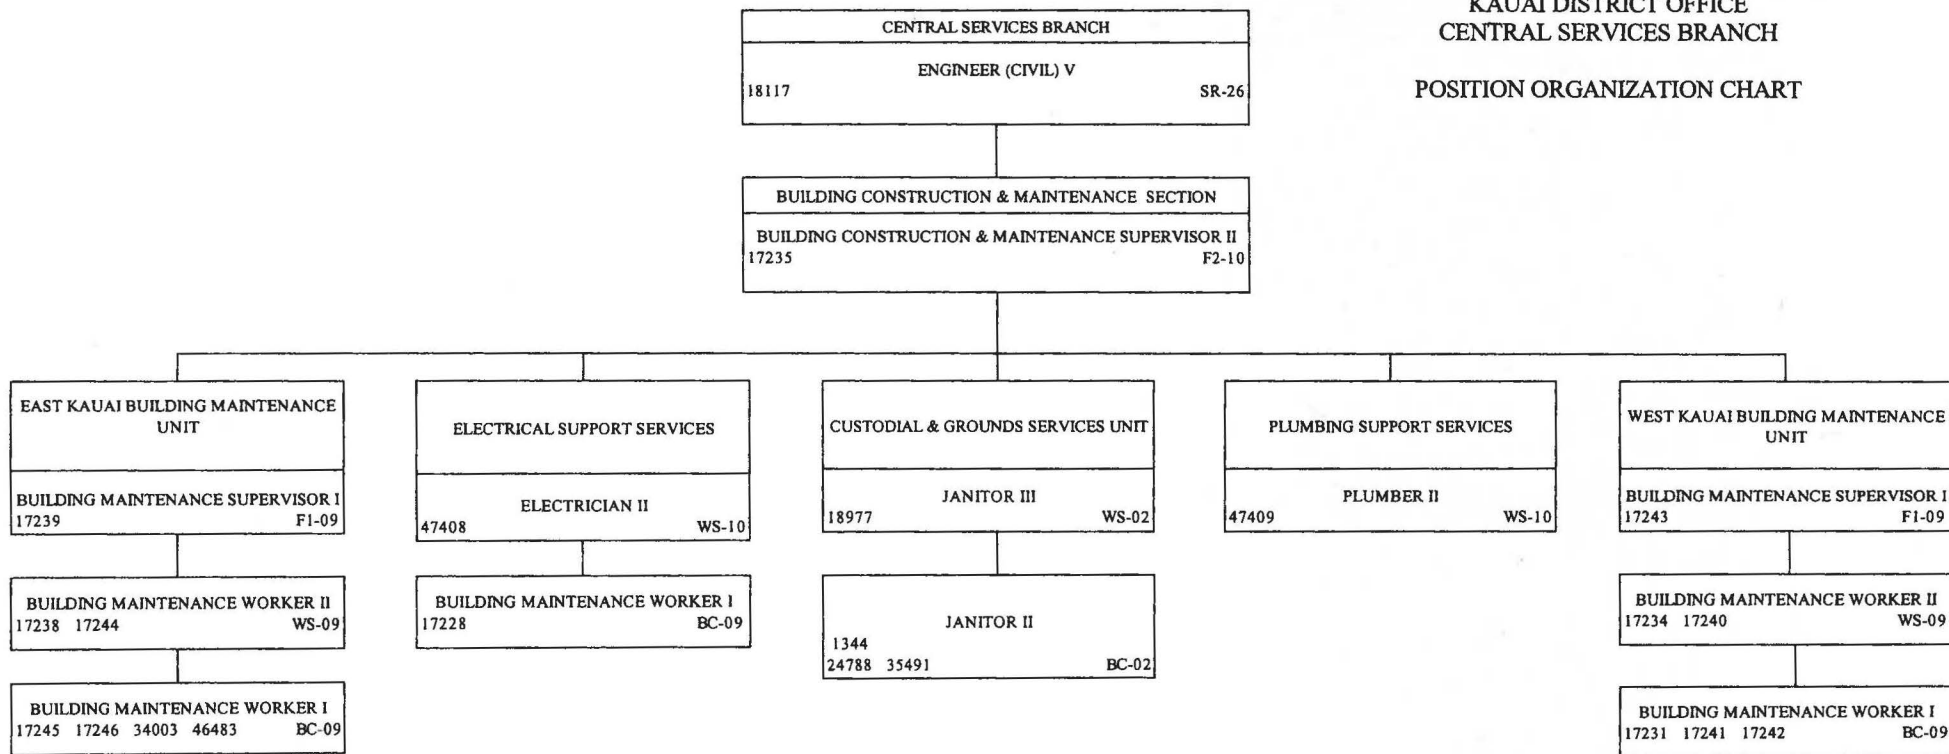 KAUAI DISTRICT OFFICE
CENTRAL SERVICES BRANCH
POSITION ORGANIZATION CHART
CENTRAL SERVICES BRANCH
ENGINEER (CIVIL) V
18117 SR-26
BUILDING CONSTRUCTION & MAINTENANCE SECTION
BUILDING CONSTRUCTION & MAINTENANCE SUPERVISOR II
17235 F2-10
EAST KAUAI BUILDING MAINTENANCE
UNIT
BUILDING MAINTENANCE SUPERVISOR I
17239 F1-09
BUILDING MAINTENANCE WORKER II
17238 17244 WS-09
BUILDING MAINTENANCE WORKER I
17245 17246 34003 46483 BC-09
ELECTRICAL SUPPORT SERVICES
ELECTRICIAN II
47408 WS-10
BUILDING MAINTENANCE WORKER I
17228 BC-09
CUSTODIAL & GROUNDS SERVICES UNIT
JANITOR III
18977 WS-02
JANITOR II
1344
24788 35491 BC-02
PLUMBING SUPPORT SERVICES
PLUMBER II
47409 WS-10
WEST KAUAI BUILDING MAINTENANCE
UNIT
BUILDING MAINTENANCE SUPERVISOR I
17243 F1-09
BUILDING MAINTENANCE WORKER II
17234 17240 WS-09
BUILDING MAINTENANCE WORKER I
17231 17241 17242 BC-09